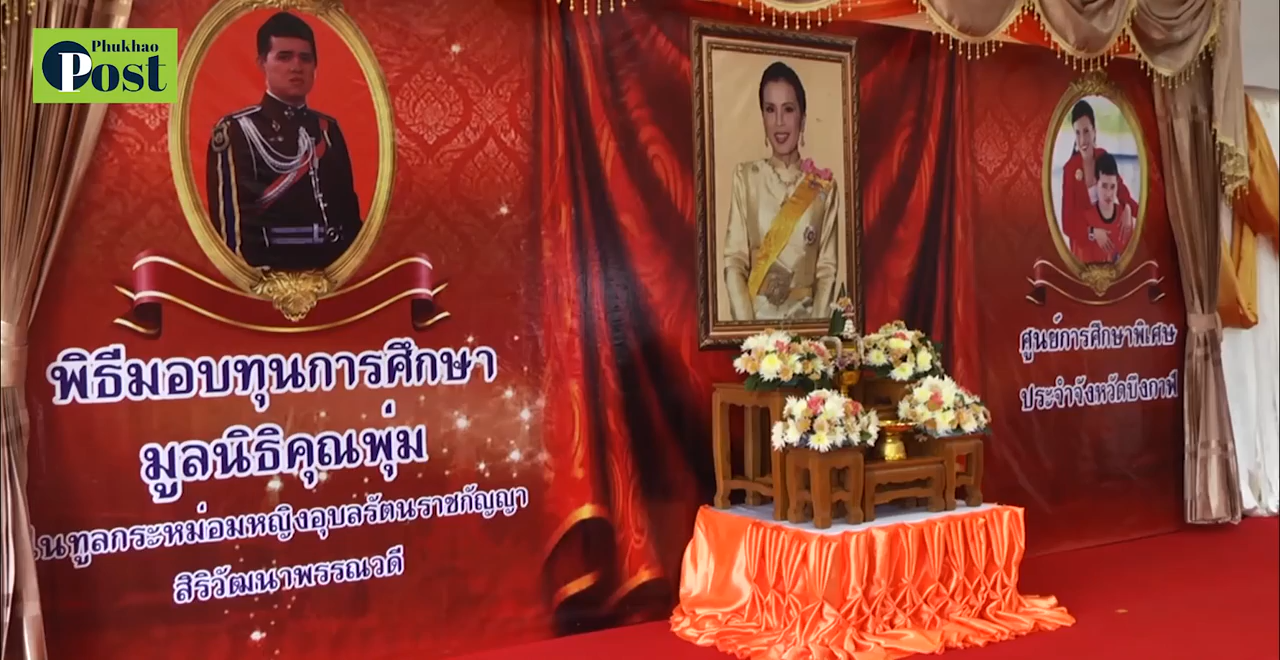 Phukhao
Post
พิธีมอบทุนการศึกษา
มูลนิธิคุณพุ่ม
ในทูลกระหม่อมหญิงอุบลรัตนราชกัญญา
สิริวัฒนาพรรณวดี
ศูนย์การศึกษาพิเศษ
ประจำจังหวัดบึงกาฬ